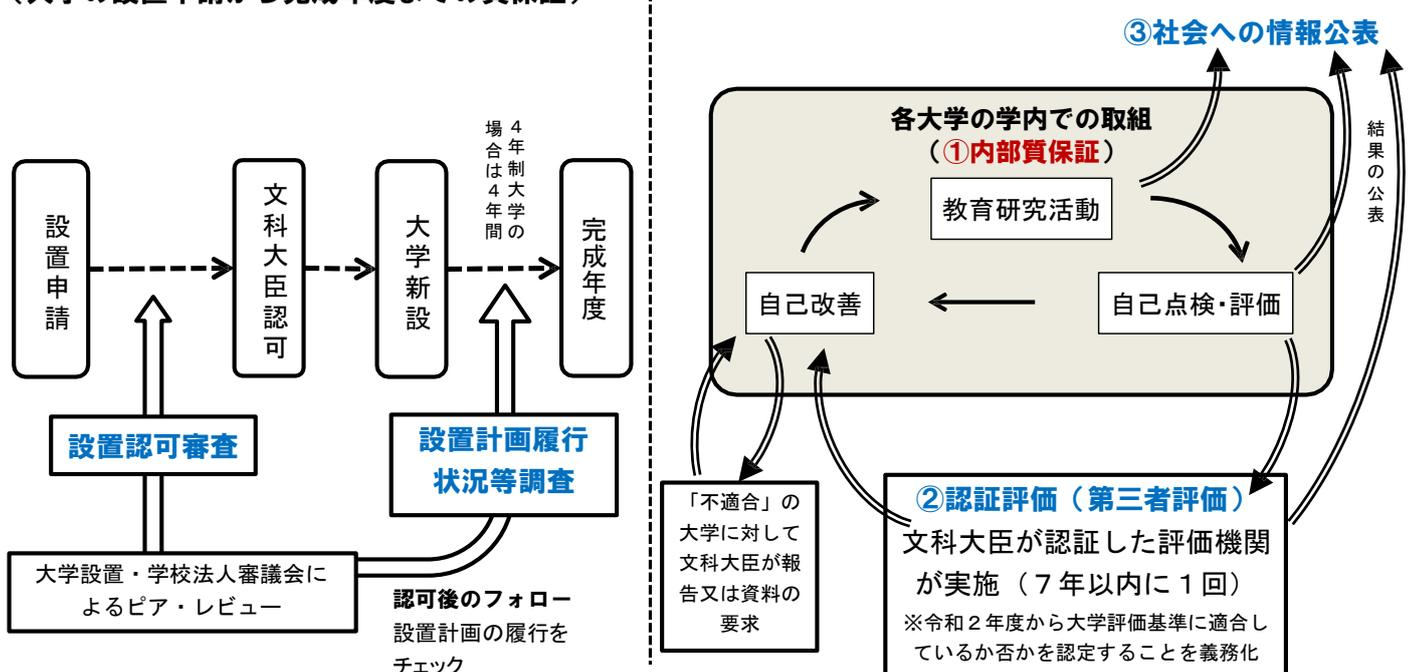 （大学の設置申請から完成年度までの質保証）
設置申請
文科大臣認可
大学新設
４年制大学の
場合は４年間
完成年度
設置認可審査
設置計画履行
状況等調査
大学設置・学校法人審議会に
よるピア・レビュー
認可後のフォロー
設置計画の履行を
チェック
③社会への情報公表
各大学の学内での取組
（①内部質保証）
教育研究活動
自己改善
自己点検・評価
結果の公表
「不適合」の
大学に対して
文科大臣が報
告又は資料の
要求
②認証評価（第三者評価）
文科大臣が認証した評価機関
が実施（７年以内に１回）
※令和２年度から大学評価基準に適合し
ているか否かを認定することを義務化